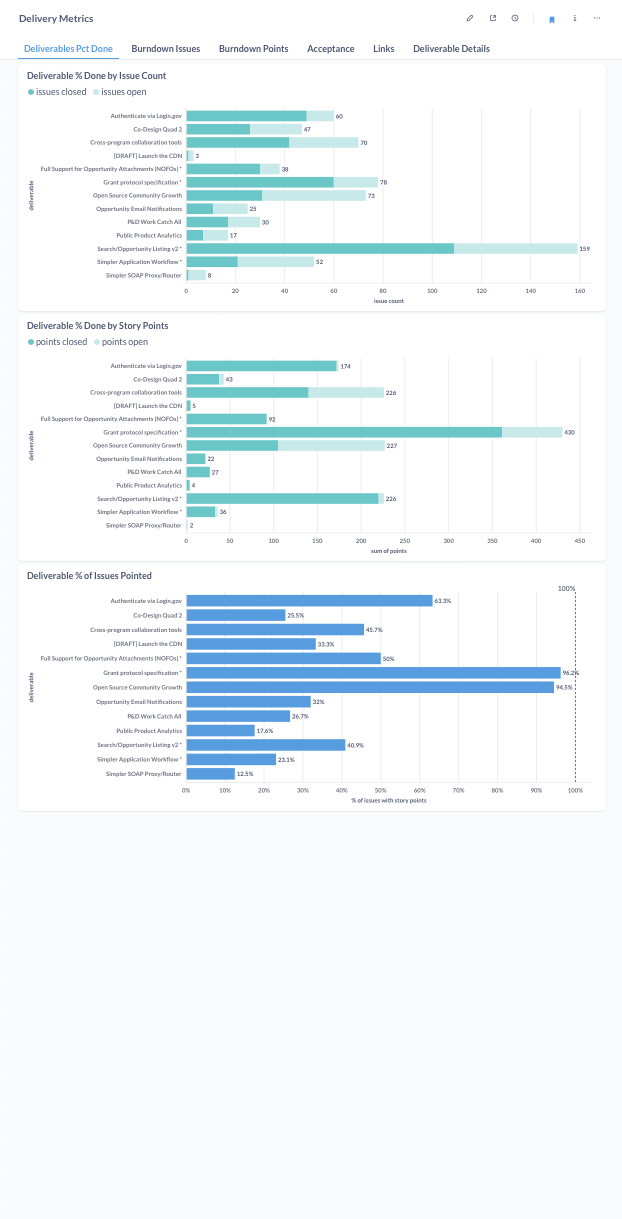 Delivery Metrics
Deliverables Pct Done Burndown Issues Burndown Points Acceptance Links Deliverable Details
Deliverable % Done by Issue Count
issues closed issues open
deliverable
Authenticate via Login.gov 60
Co-Design Quad 2 47
Cross-program collaboration tools 70
[DRAFT] Launch the CDN 3
Full Support for Opportunity Attachments (NOFOs) * 38
Grant protocol specification * 78
Open Source Community Growth 73
Opportunity Email Notifications 25
P&D Work Catch All 30
Public Product Analytics 17
Search/Opportunity Listing v2 * 159
Simpler Application Workflow * 52
Simpler SOAP Proxy/Router 8
0 20 40 60 80 100 120 140 160
issue count
Deliverable % Done by Story Points
points closed points open
deliverable
Authenticate via Login.gov 174
Co-Design Quad 2 43
Cross-program collaboration tools 226
[DRAFT] Launch the CDN 5
Full Support for Opportunity Attachments (NOFOs) * 92
Grant protocol specification * 430
Open Source Community Growth 227
Opportunity Email Notifications 22
P&D Work Catch All 27
Public Product Analytics 4
Search/Opportunity Listing v2 * 226
Simpler Application Workflow * 36
Simpler SOAP Proxy/Router 2
0 50 100 150 200 250 300 350 400 450
sum of points
Deliverable % of Issues Pointed
100%
deliverable
Authenticate via Login.gov 63.3%
Co-Design Quad 2 25.5%
Cross-program collaboration tools 45.7%
[DRAFT] Launch the CDN 33.3%
Full Support for Opportunity Attachments (NOFOs) * 50%
Grant protocol specification * 96.2%
Open Source Community Growth 94.5%
Opportunity Email Notifications 32%
P&D Work Catch All 26.7%
Public Product Analytics 17.6%
Search/Opportunity Listing v2 * 40.9%
Simpler Application Workflow * 23.1%
Simpler SOAP Proxy/Router 12.5%
0% 10% 20% 30% 40% 50% 60% 70% 80% 90% 100%
% of issues with story points